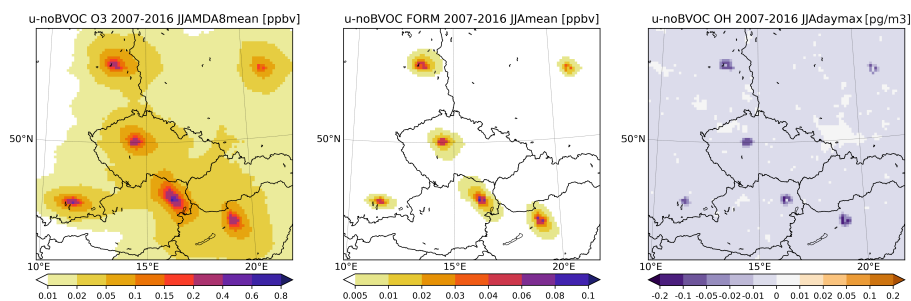 u-noBVOC O3 2007-2016 JJAMDA8mean [ppbv]
50°N
10°E 15°E 20°E
0.01 0.02 0.05 0.1 0.15 0.2 0.4 0.6 0.8
u-noBVOC FORM 2007-2016 JJAmean [ppbv]
50°N
10°E 15°E 20°E
0.005 0.01 0.02 0.03 0.04 0.06 0.08 0.1
u-noBVOC OH 2007-2016 JJAdaymax [pg/m3]
50°N
10°E 15°E 20°E
-0.2 -0.1 -0.05 -0.02 -0.01 0 0.01 0.02 0.05 0.1 0.2